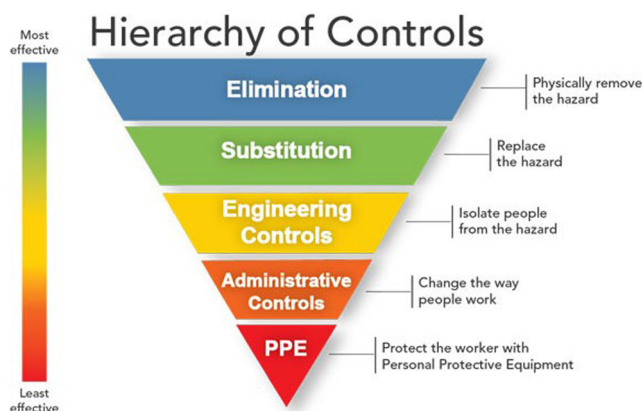 Hierarchy of Controls
Most
effective
Elimination
Physically remove
the hazard
Substitution
Replace
the hazard
Engineering
Controls
Isolate people
from the hazard
Administrative
Controls
Change the way
people work
PPE
Protect the worker with
Personal Protective Equipment
Least
effective